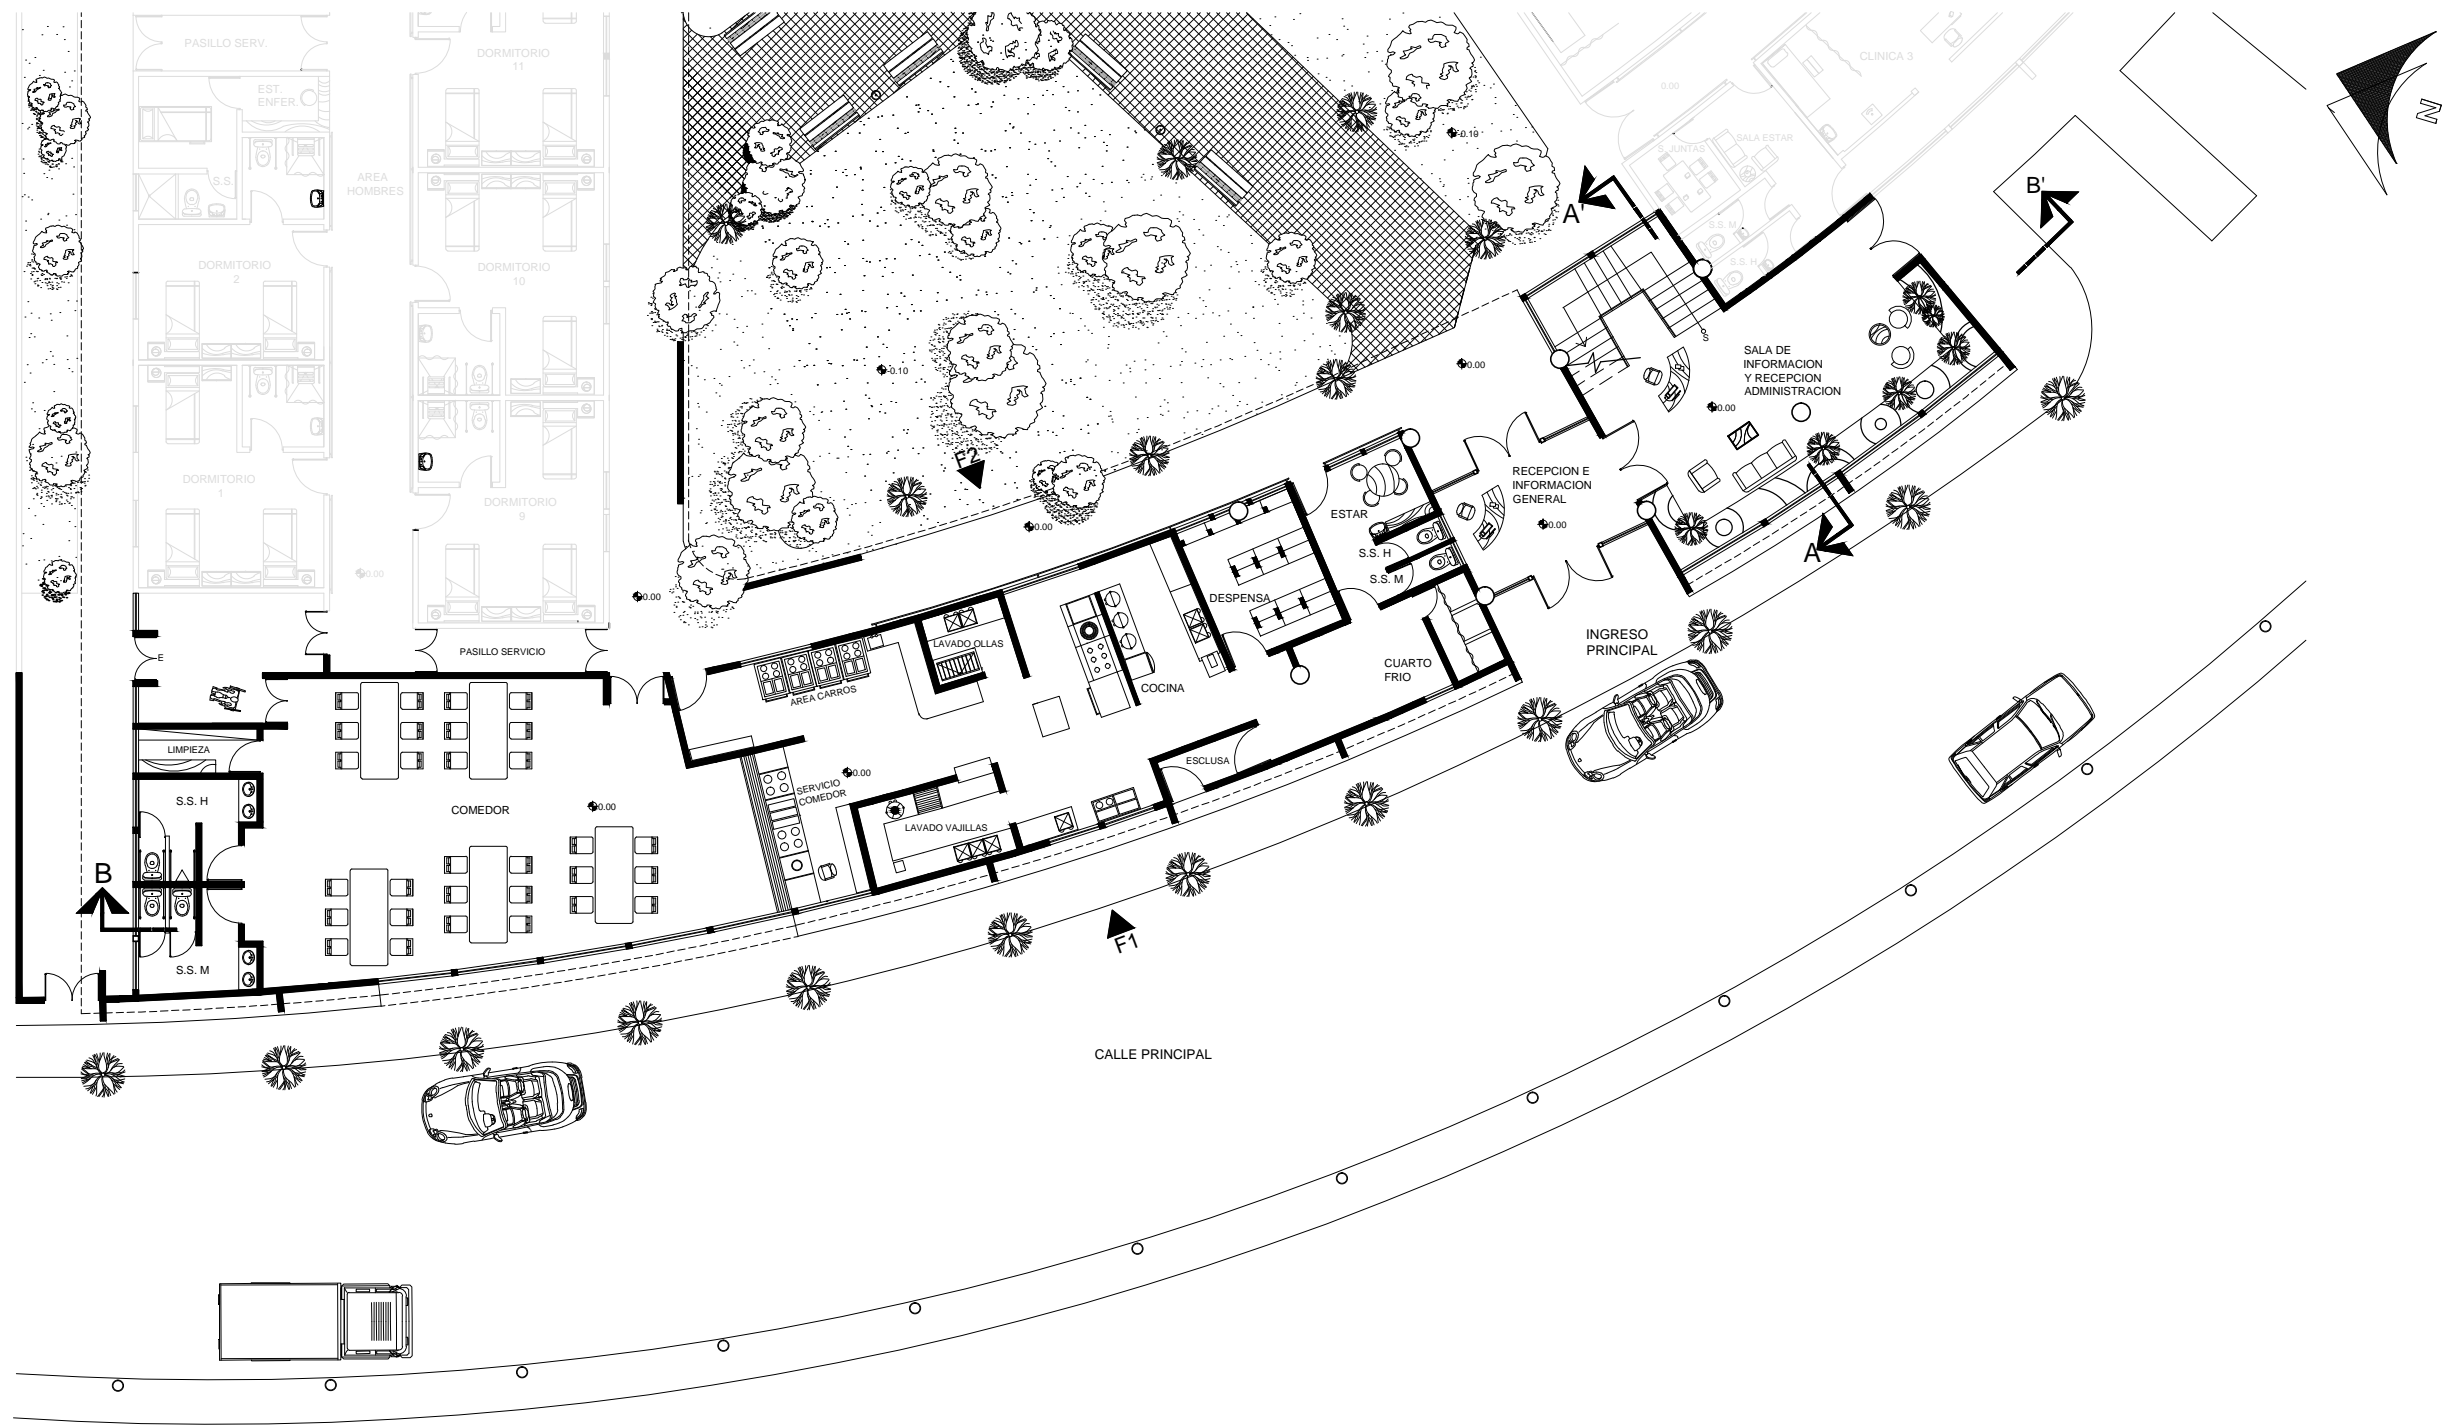 PASILLO SERV.
DORMITORIO
11
EST.
ENFER.
S.S.
AREA
HOMBRES
DORMITORIO
2
DORMITORIO
10
DORMITORIO
1
DORMITORIO
9
0.00
PASILLO SERVICIO
E
LIMPIEZA
S.S. H
S.S. M
B
COMEDOR
0.00
0.00
AREA CARROS
LAVADO OLLAS
SERVICIO
COMEDOR
0.00
LAVADO VAJILLAS
COCINA
DESPENSA
ESCLUSA
CUARTO
FRIO
ESTAR
S.S. H
S.S. M
F2
F1
-0.10
0.00
0.00
-0.10
RECEPCION E
INFORMACION
GENERAL
0.00
INGRESO
PRINCIPAL
SALA DE
INFORMACION
Y RECEPCION
ADMINISTRACION
0.00
S
A'
A
B'
N
CLINICA 3
0.00
SALA ESTAR
S. JUNTAS
S.S. M
S.S. H
CALLE PRINCIPAL